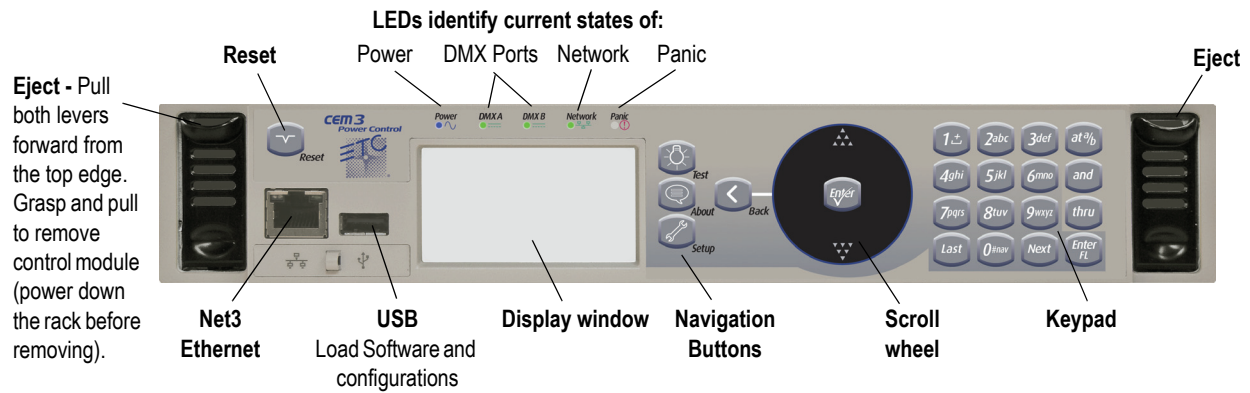 LEDs identify current states of:
Reset
Power
DMX Ports
Network
Panic
Eject
Eject - Pull
both levers
forward from
the top edge.
Grasp and pull
to remove
control module
(power down
the rack before
removing).
Reset
CEM 3
Power Control
ETC
Power
DMX A
DMX B
Network
Panic
Test
About
Setup
Back
Enter
1
2abc
3def
at a/b
4ghi
5jkl
6mno
and
7pqrs
8tuv
9wxyz
thru
Last
0#nav
Next
Enter
FL
Net3
Ethernet
USB
Load Software and
configurations
Display window
Navigation
Buttons
Scroll
wheel
Keypad